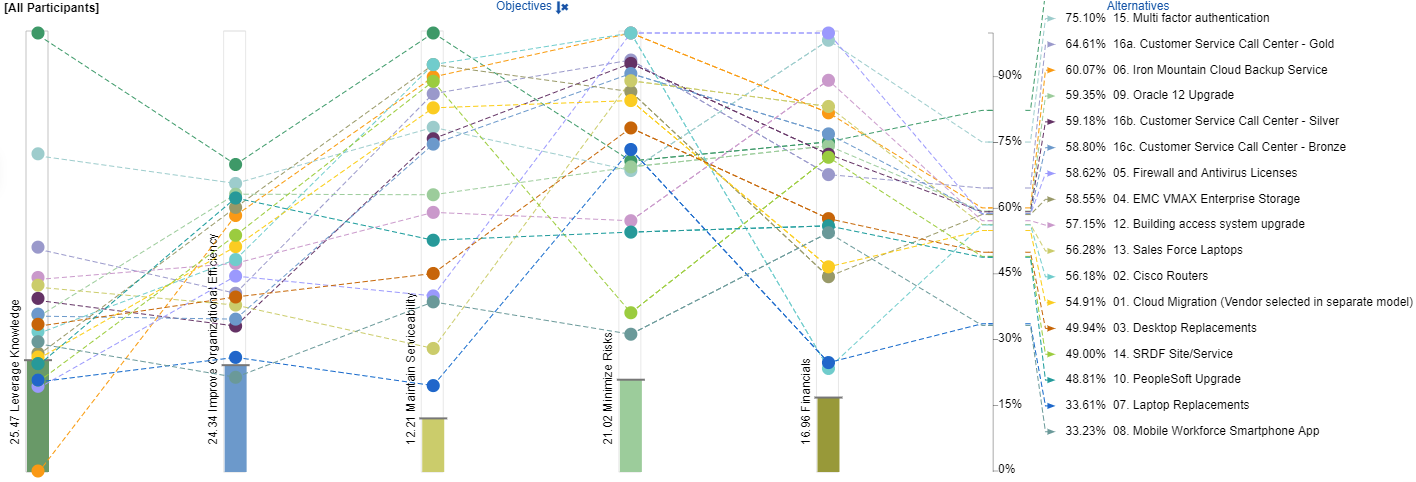 [All Participants]
Objectives
Alternatives
25.47 Leverage Knowledge
24.34 Improve Organizational Efficiency
12.21 Maintain Serviceability
21.02 Minimize Risks
16.96 Financials
90%
75%
60%
45%
30%
15%
0%
75.10% 15. Multi factor authentication
64.61% 16a. Customer Service Call Center - Gold
60.07% 06. Iron Mountain Cloud Backup Service
59.35% 09. Oracle 12 Upgrade
59.18% 16b. Customer Service Call Center - Silver
58.80% 16c. Customer Service Call Center - Bronze
58.62% 05. Firewall and Antivirus Licenses
58.55% 04. EMC VMAX Enterprise Storage
57.15% 12. Building access system upgrade
56.28% 13. Sales Force Laptops
56.18% 02. Cisco Routers
54.91% 01. Cloud Migration (Vendor selected in separate model)
49.94% 03. Desktop Replacements
49.00% 14. SRDF Site/Service
48.81% 10. PeopleSoft Upgrade
33.61% 07. Laptop Replacements
33.23% 08. Mobile Workforce Smartphone App